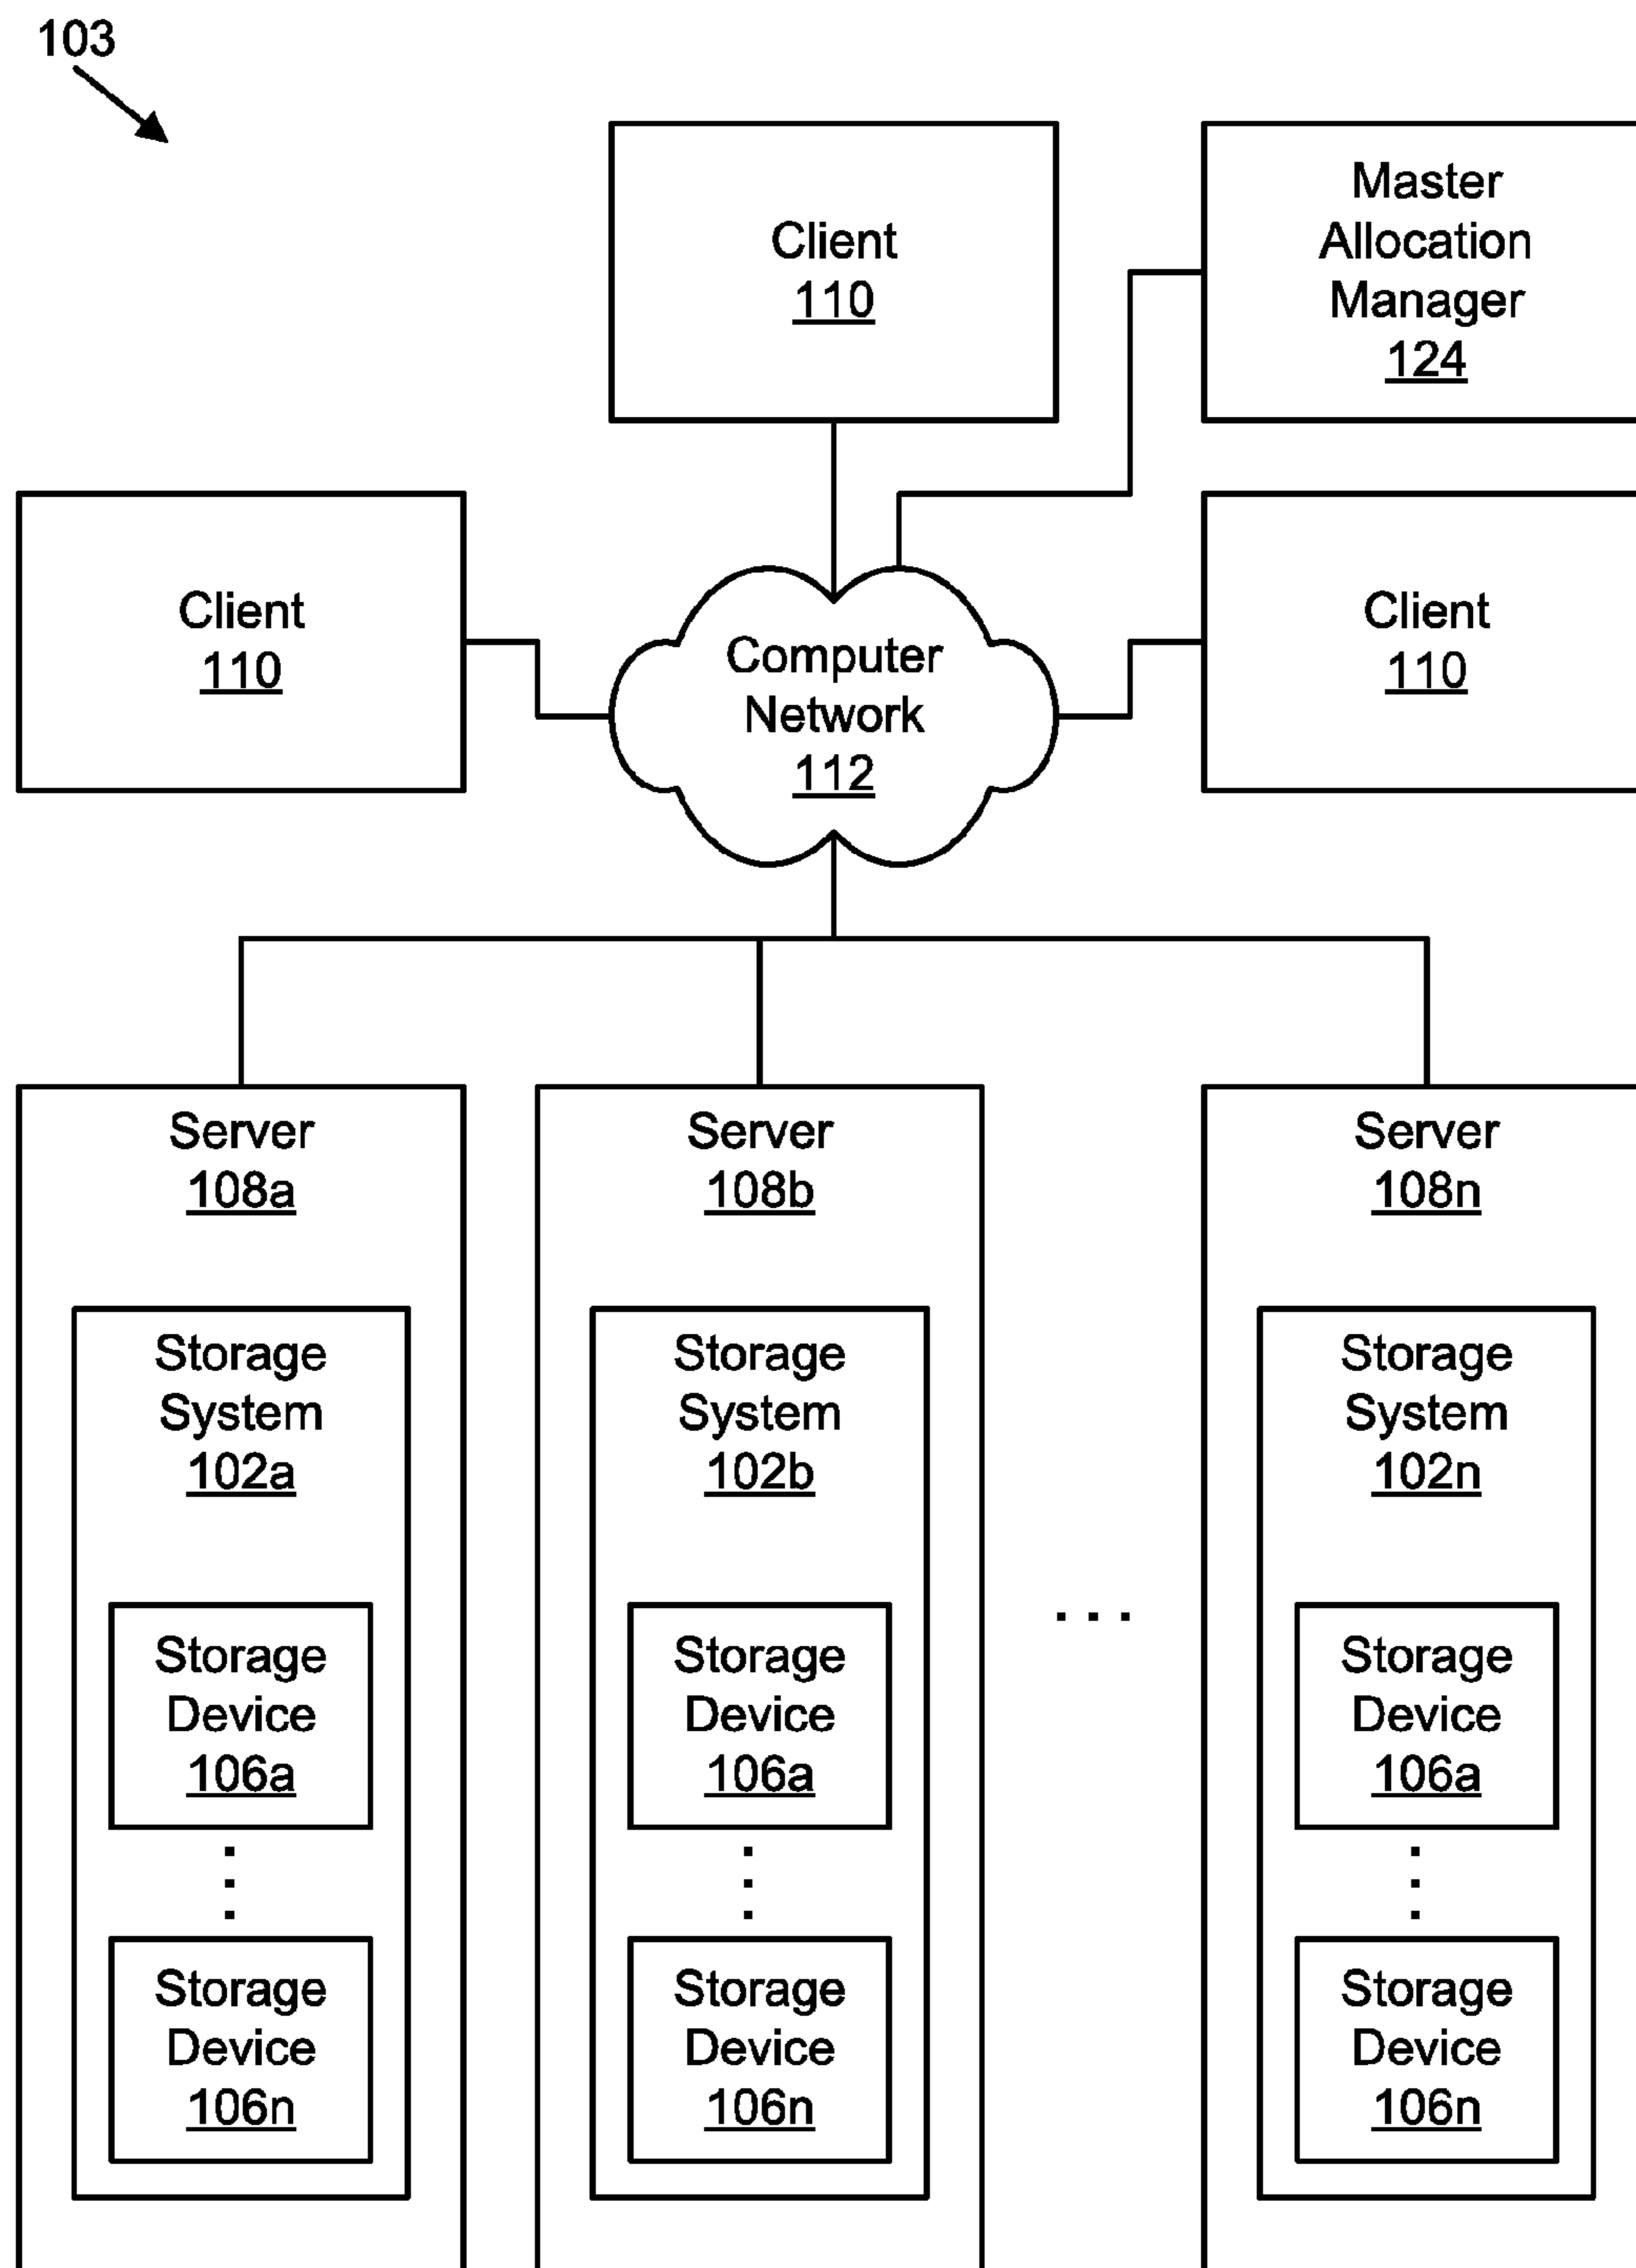 103
Client
110
Master
Allocation
Manager
124
Client
110
Computer
Network
112
Client
110
Server
108a
Storage
System
102a
Storage
Device
106a
Storage
Device
106n
Server
108b
Storage
System
102b
Storage
Device
106a
Storage
Device
106n
. . .
Server
108n
Storage
System
102n
Storage
Device
106a
Storage
Device
106n